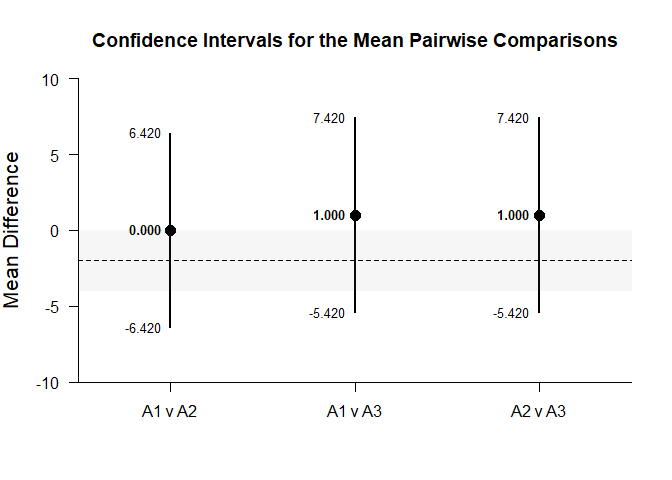 Confidence Intervals for the Mean Pairwise Comparisons
Mean Difference
10
5
0
-5
-10
6.420
0.000
-6.420
7.420
1.000
-5.420
7.420
1.000
-5.420
A1 v A2
A1 v A3
A2 v A3